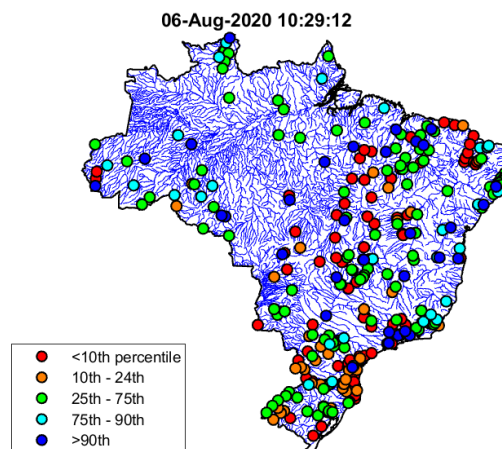 06-Aug-2020 10:29:12
<10th percentile
10th - 24th
25th - 75th
75th - 90th
>90th